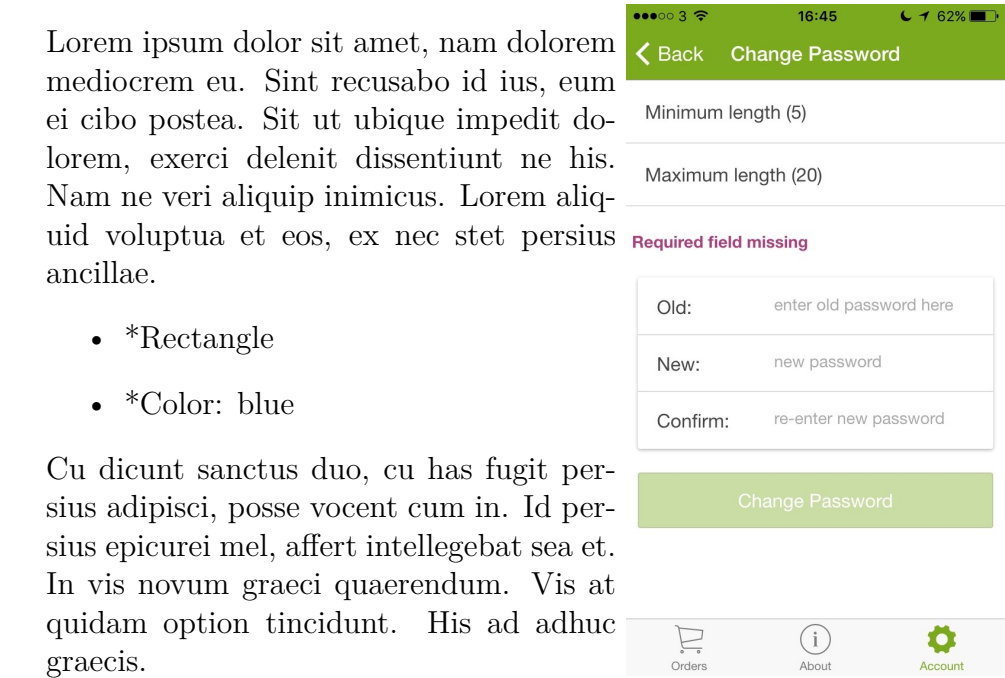 Lorem ipsum dolor sit amet, nam dolorem
mediocrem eu. Sint recusabo id ius, eum
ei cibo postea. Sit ut ubique impedit do-
lorem, exerci delenit dissentiunt ne his.
Nam ne veri aliquip inimicus. Lorem aliq-
uid voluptua et eos, ex nec stet persius
ancillae.
• *Rectangle
• *Color: blue
Cu dicunt sanctus duo, cu has fugit per-
sius adipisci, posse vocent cum in. Id per-
sius epicurei mel, affert intellegebat sea et.
In vis novum graeci quaerendum. Vis at
quidam option tincidunt. His ad adhuc
graecis.
3 16:45 62%
Back Change Password
Minimum length (5)
Maximum length (20)
Required field missing
Old: enter old password here
New: new password
Confirm: re-enter new password
Change Password
Orders About Account